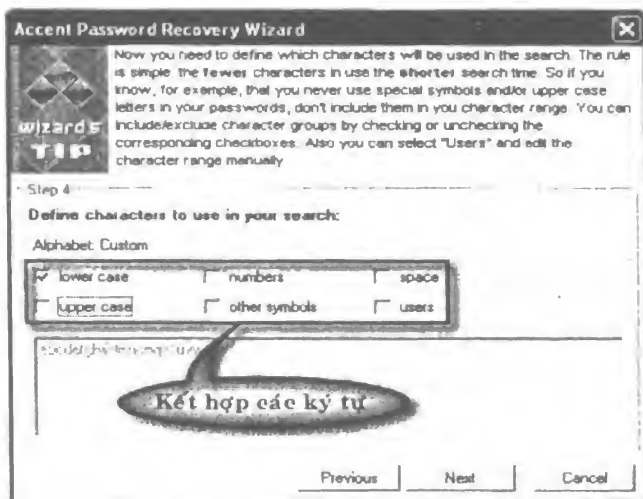 Accent Password Recovery Wizard
Now you need to define which characters will be used in the search. The rule
is simple: the fewer characters in use the shorter search time. So if you
know, for example, that you never use special symbols and/or upper case
letters in your passwords, don't include them in you character range. You can
include/exclude character groups by checking or unchecking the
corresponding checkboxes. Also you can select "Users" and edit the
character range manually
wizard's
TIP
Step 4
Define characters to use in your search:
Alphabet: Custom
lower case numbers space
upper case other symbols users
Kết hợp các ký tự
Previous Next Cancel